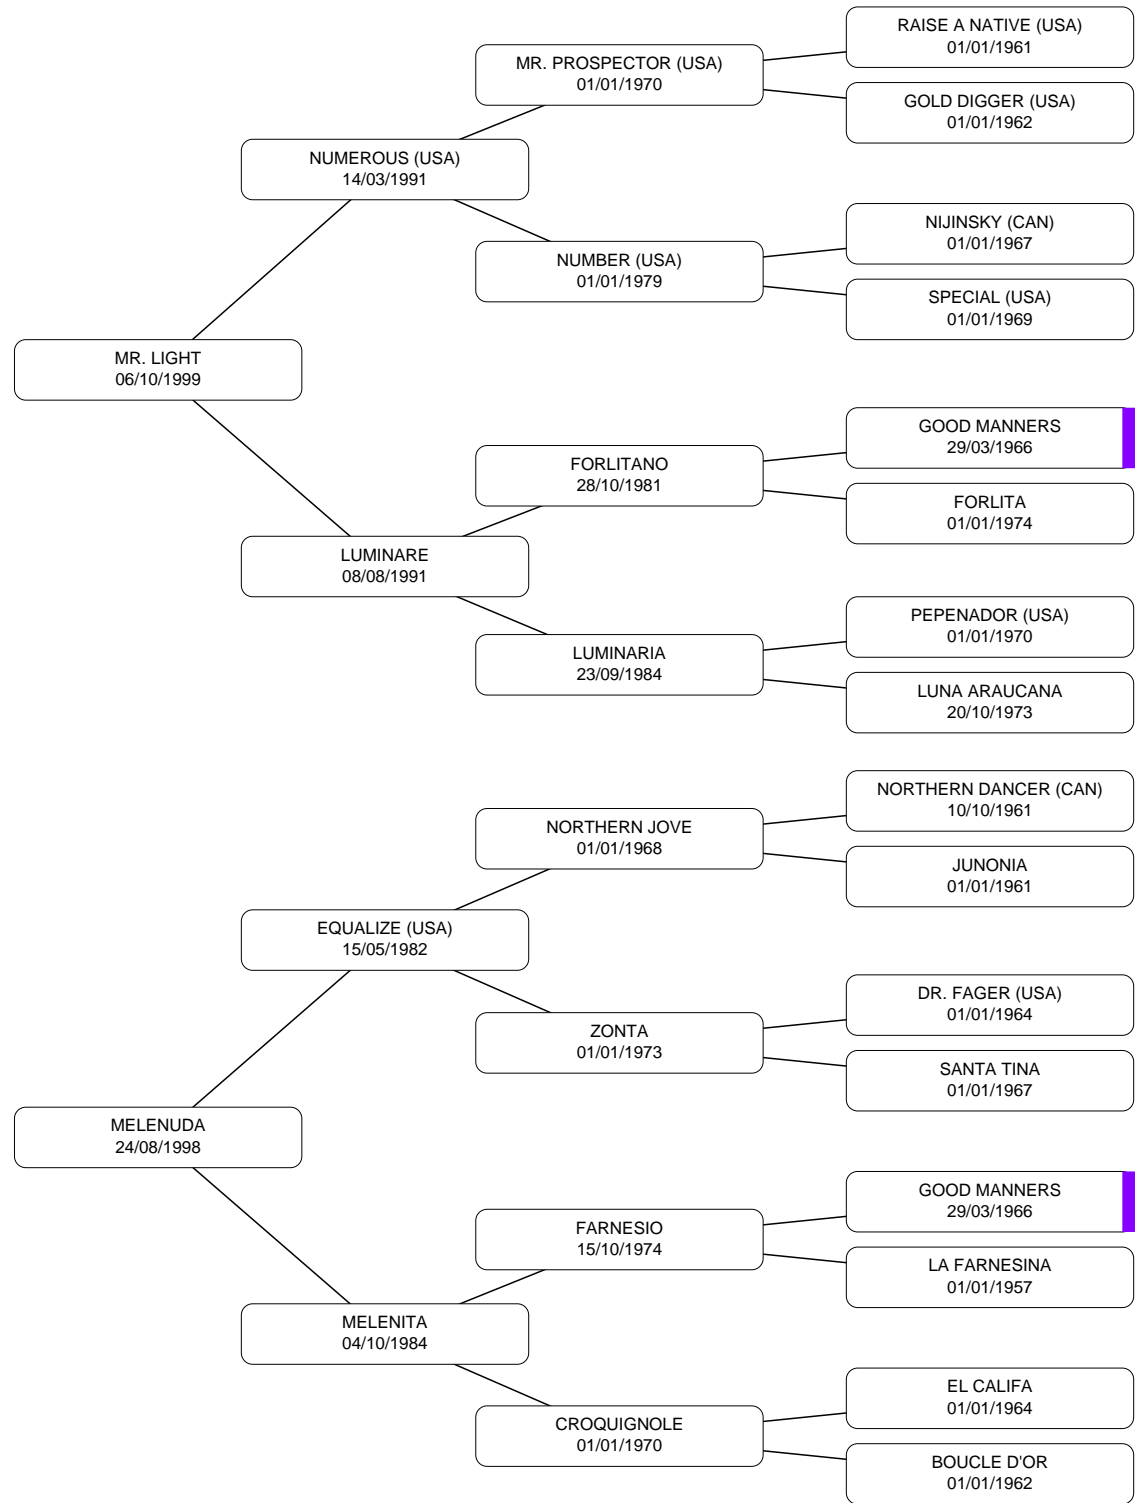 RAISE A NATIVE (USA)
01/01/1961
MR. PROSPECTOR (USA)
01/01/1970
GOLD DIGGER (USA)
01/01/1962
NUMEROUS (USA)
14/03/1991
NIJINSKY (CAN)
01/01/1967
NUMBER (USA)
01/01/1979
SPECIAL (USA)
01/01/1969
MR. LIGHT
06/10/1999
GOOD MANNERS
29/03/1966
FORLITANO
28/10/1981
FORLITA
01/01/1974
LUMINARE
08/08/1991
PEPENADOR (USA)
01/01/1970
LUMINARIA
23/09/1984
LUNA ARAUCANA
20/10/1973
NORTHERN DANCER (CAN)
10/10/1961
NORTHERN JOVE
01/01/1968
JUNONIA
01/01/1961
EQUALIZE (USA)
15/05/1982
DR. FAGER (USA)
01/01/1964
ZONTA
01/01/1973
SANTA TINA
01/01/1967
MELENUDA
24/08/1998
GOOD MANNERS
29/03/1966
FARNESIO
15/10/1974
LA FARNESINA
01/01/1957
MELENITA
04/10/1984
EL CALIFA
01/01/1964
CROQUIGNOLE
01/01/1970
BOUCLE D'OR
01/01/1962